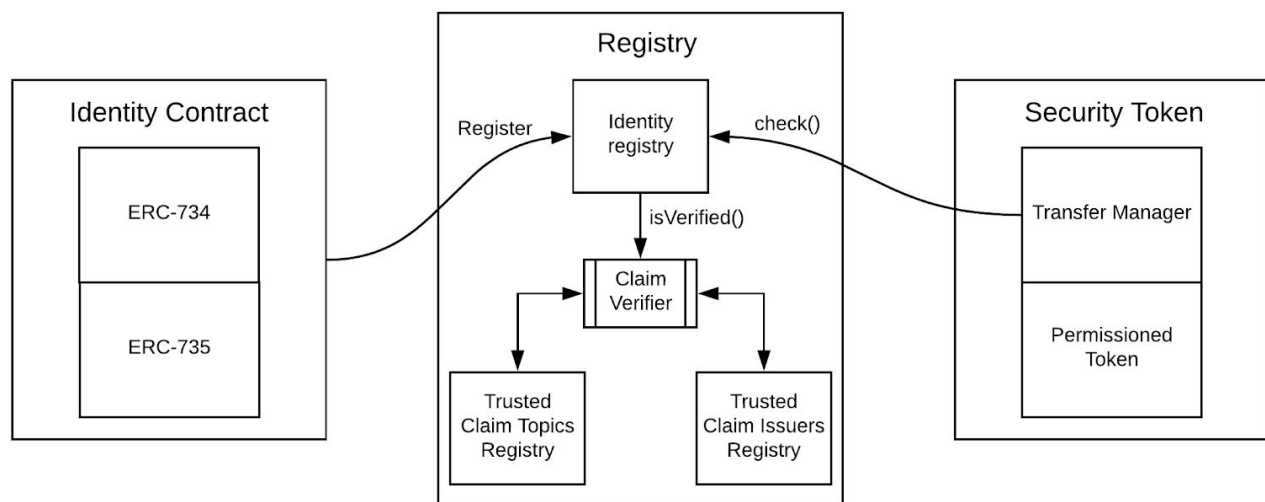 Identity Contract
ERC-734
ERC-735
Register
Registry
Identity
registry
isVerified()
Claim
Verifier
Trusted
Claim Topics
Registry
Trusted
Claim Issuers
Registry
check()
Security Token
Transfer Manager
Permissioned
Token